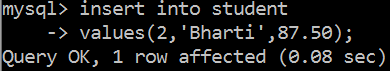 mysql> insert into student
    -> values(2,'Bharti',87.50);
Query OK, 1 row affected (0.08 sec)